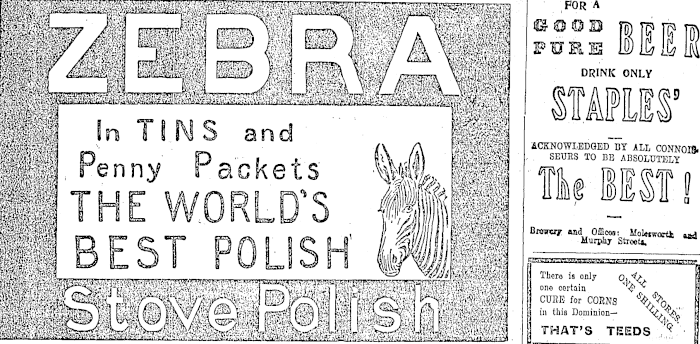 ZEBRA
In TINS and
Penny Packets
THE WORLD'S
BEST POLISH
Stove Polish
FOR A
GOOD
PURE BEER
DRINK ONLY
STAPLES'
ACKNOWLEDGED BY ALL CONNOIS-
SEURS TO BE ABSOLUTELY
The BEST!
Brewery and Offices: Molesworth and
Murphy Streets.
There is only
one certain
CURE for CORNS
in this Dominion—
THAT'S TEEDS
ALL STORES.
ONE SHILLING.